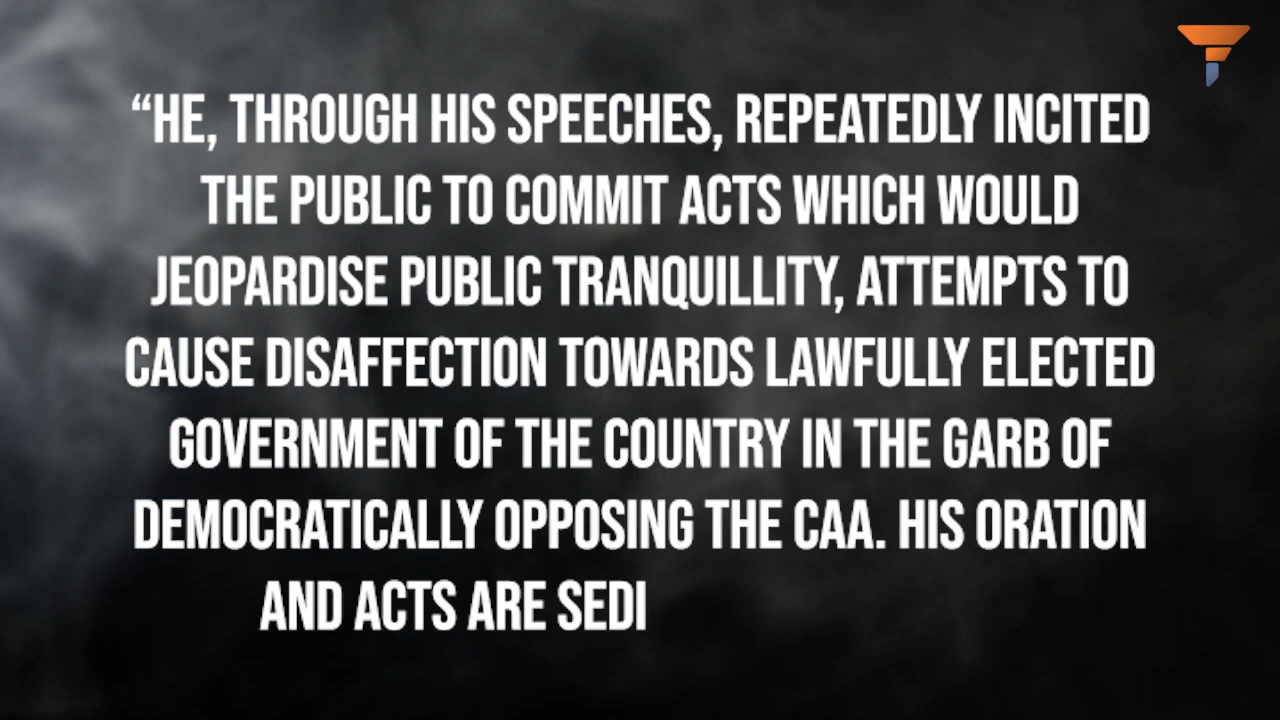 “HE, THROUGH HIS SPEECHES, REPEATEDLY INCITED
THE PUBLIC TO COMMIT ACTS WHICH WOULD
JEOPARDISE PUBLIC TRANQUILLITY, ATTEMPTS TO
CAUSE DISAFFECTION TOWARDS LAWFULLY ELECTED
GOVERNMENT OF THE COUNTRY IN THE GARB OF
DEMOCRATICALLY OPPOSING THE CAA. HIS ORATION
AND ACTS ARE SEDI